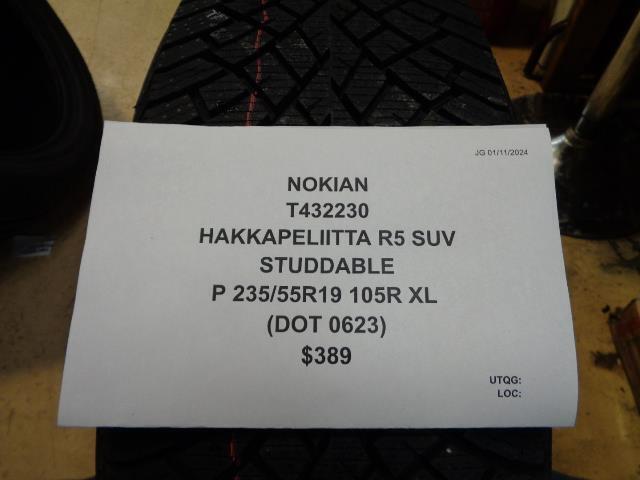 JG 01/11/2024
NOKIAN
T432230
HAKKAPELIITTA R5 SUV
STUDDABLE
P 235/55R19 105R XL
(DOT 0623)
$389
UTQG:
LOC: